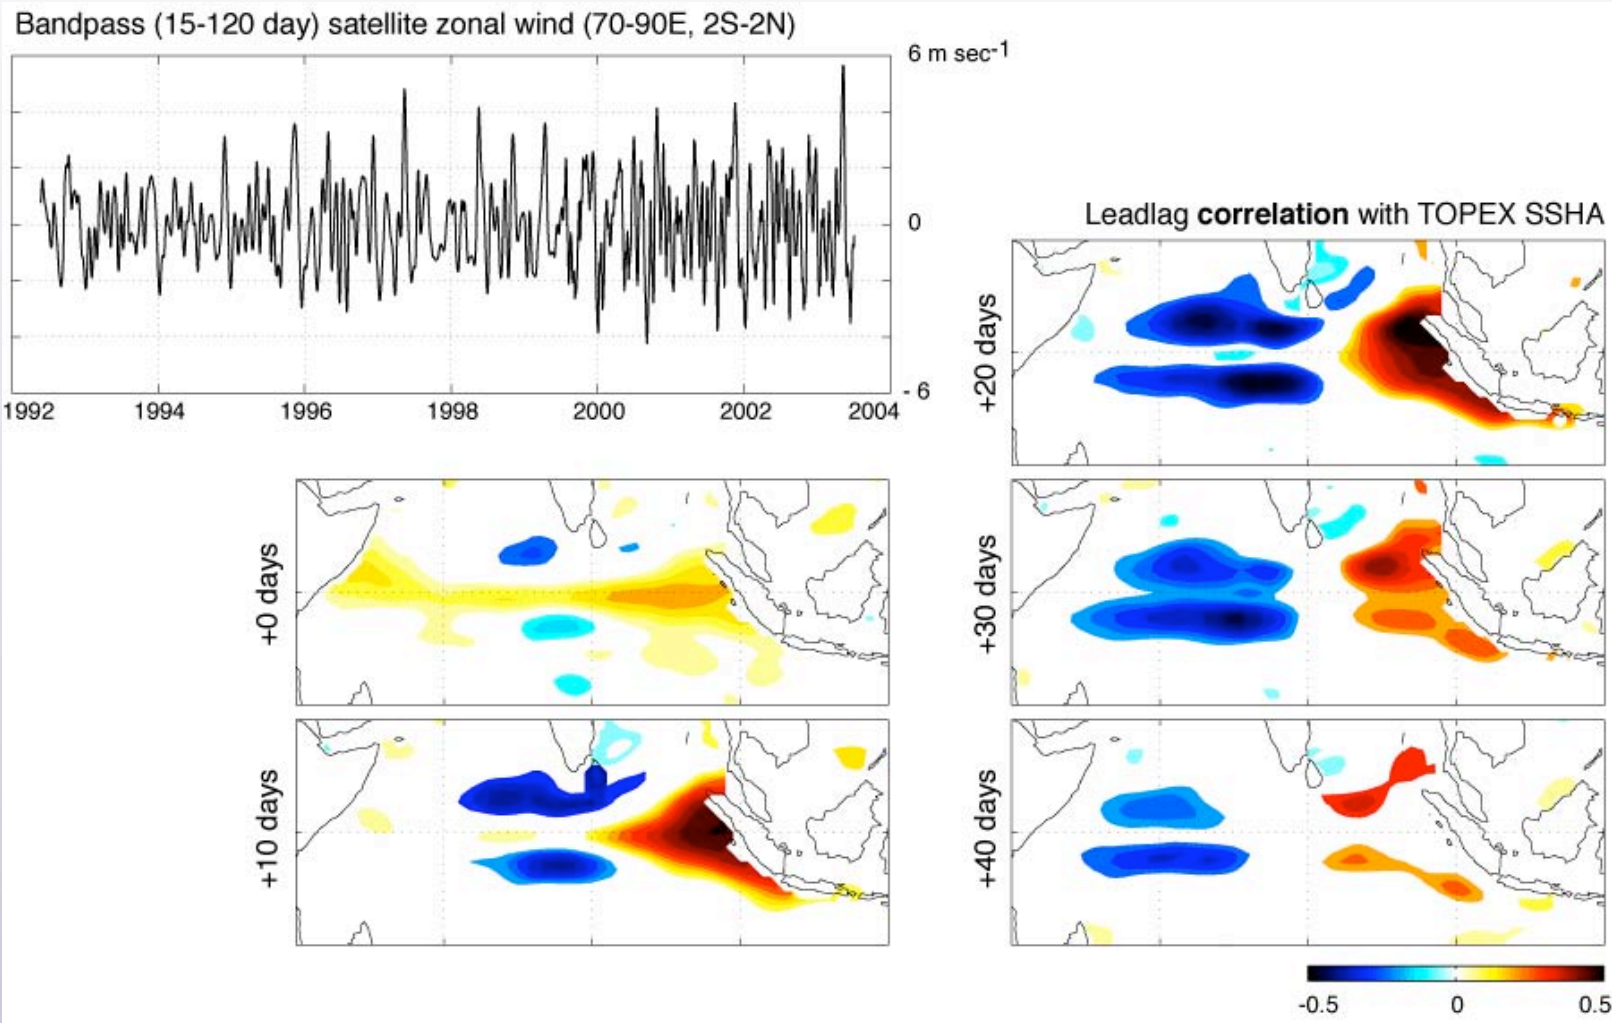 Bandpass (15-120 day) satellite zonal wind (70-90E, 2S-2N)
6 m sec-1
0
- 6
1992 1994 1996 1998 2000 2002 2004
Leadlag correlation with TOPEX SSHA
+20 days
+0 days
+30 days
+10 days
+40 days
-0.5 0 0.5